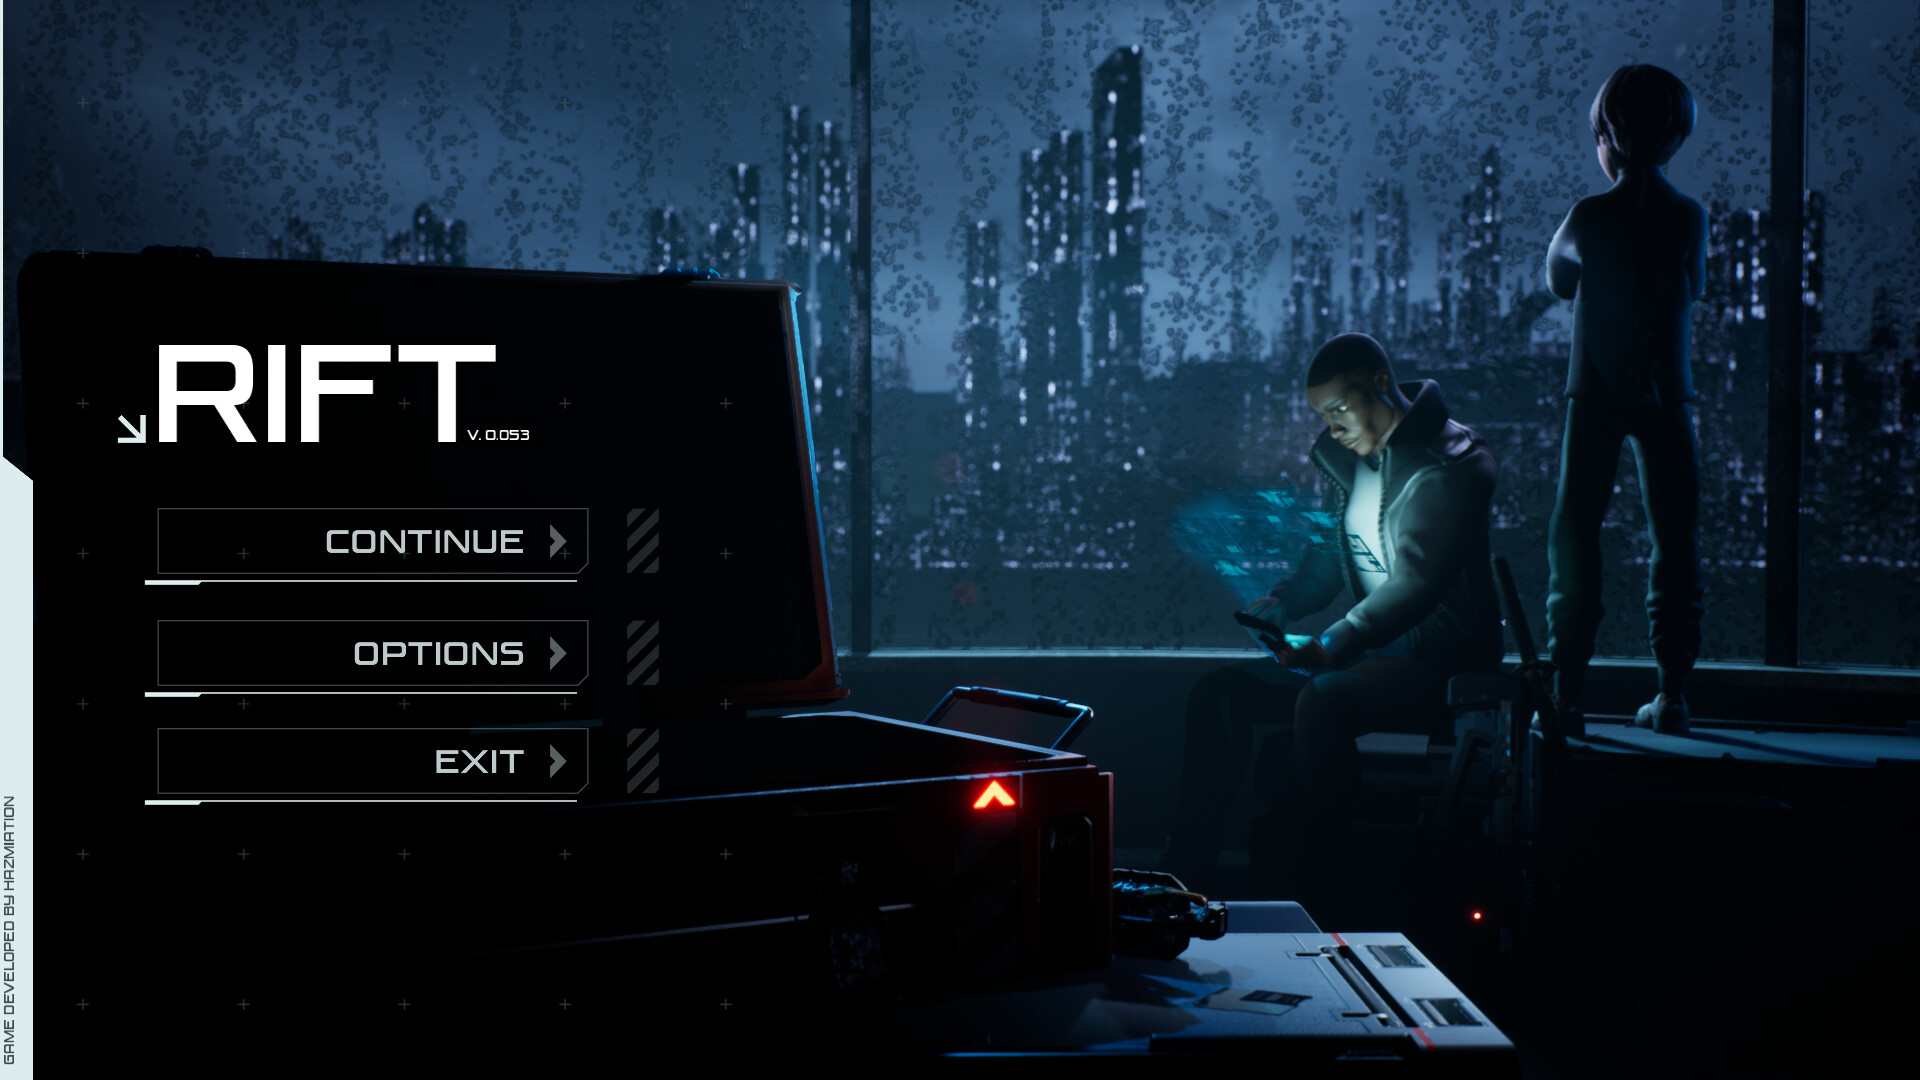 RIFT
V. 0.053
CONTINUE
OPTIONS
EXIT
GAME DEVELOPED BY HAZMIATION